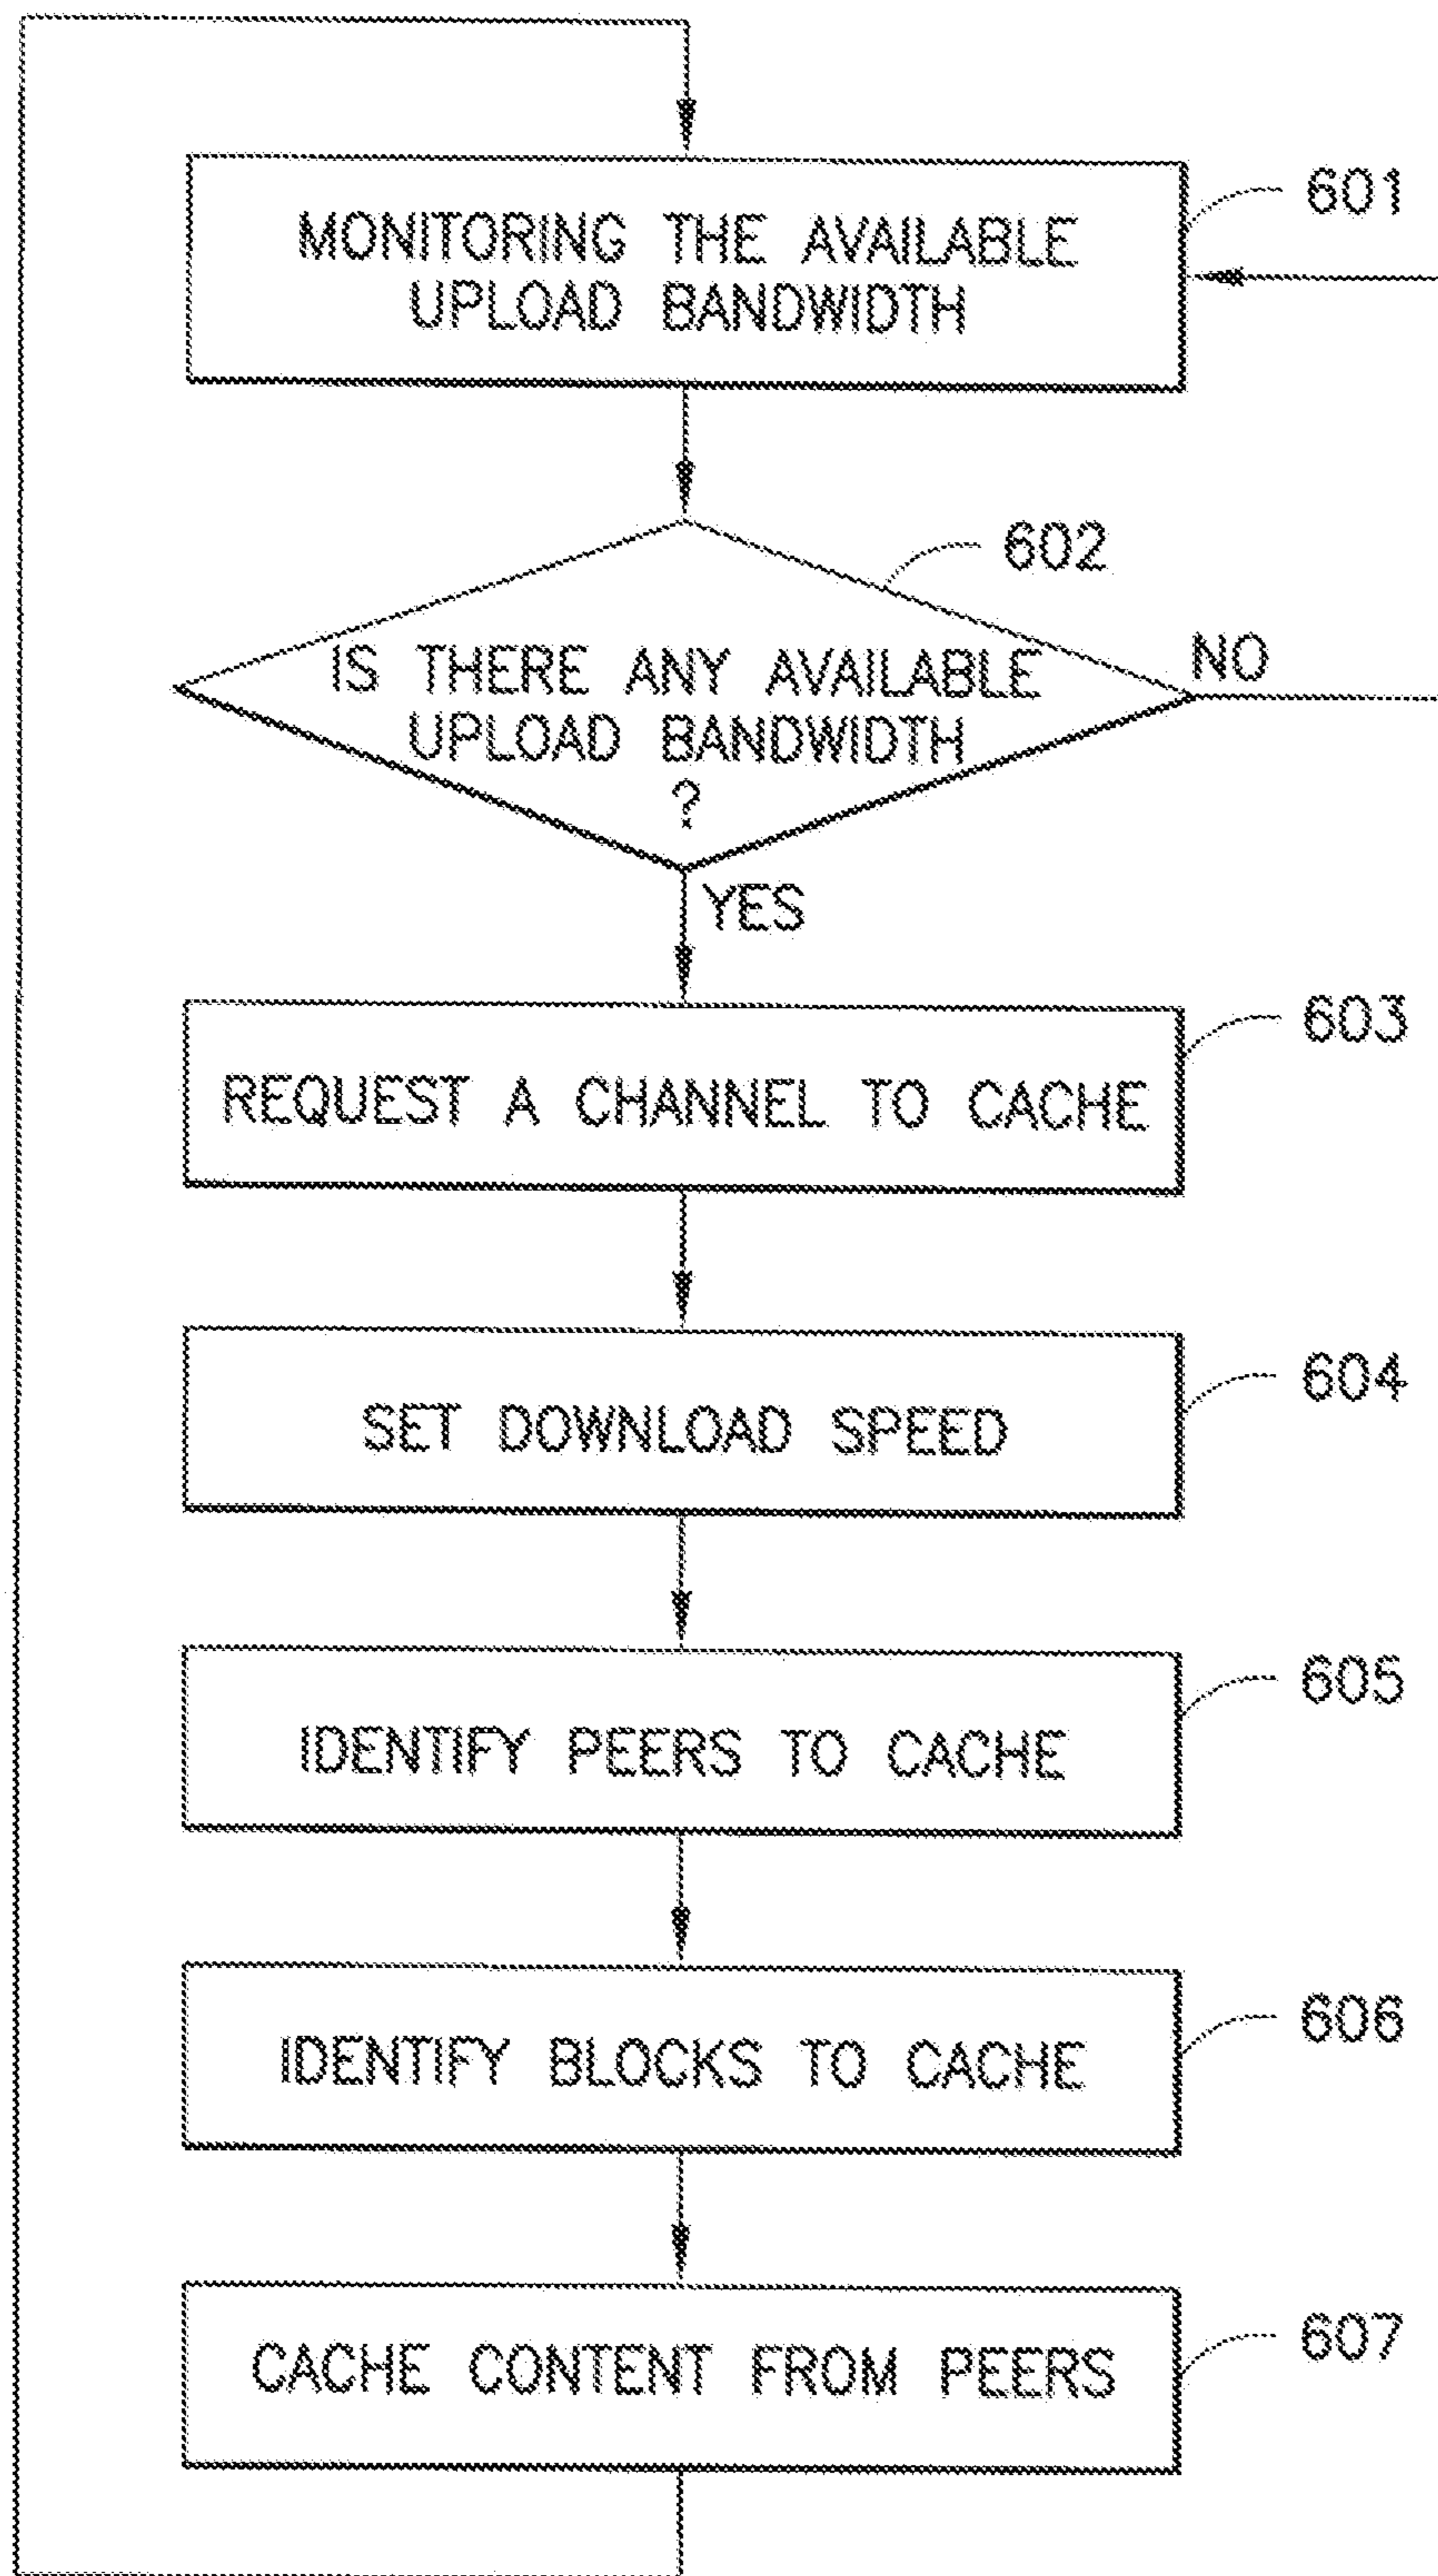 MONITORING THE AVAILABLE
UPLOAD BANDWIDTH
601
602
IS THERE ANY AVAILABLE
UPLOAD BANDWIDTH
?
NO
YES
603
REQUEST A CHANNEL TO CACHE
604
SET DOWNLOAD SPEED
605
IDENTIFY PEERS TO CACHE
606
IDENTIFY BLOCKS TO CACHE
607
CACHE CONTENT FROM PEERS